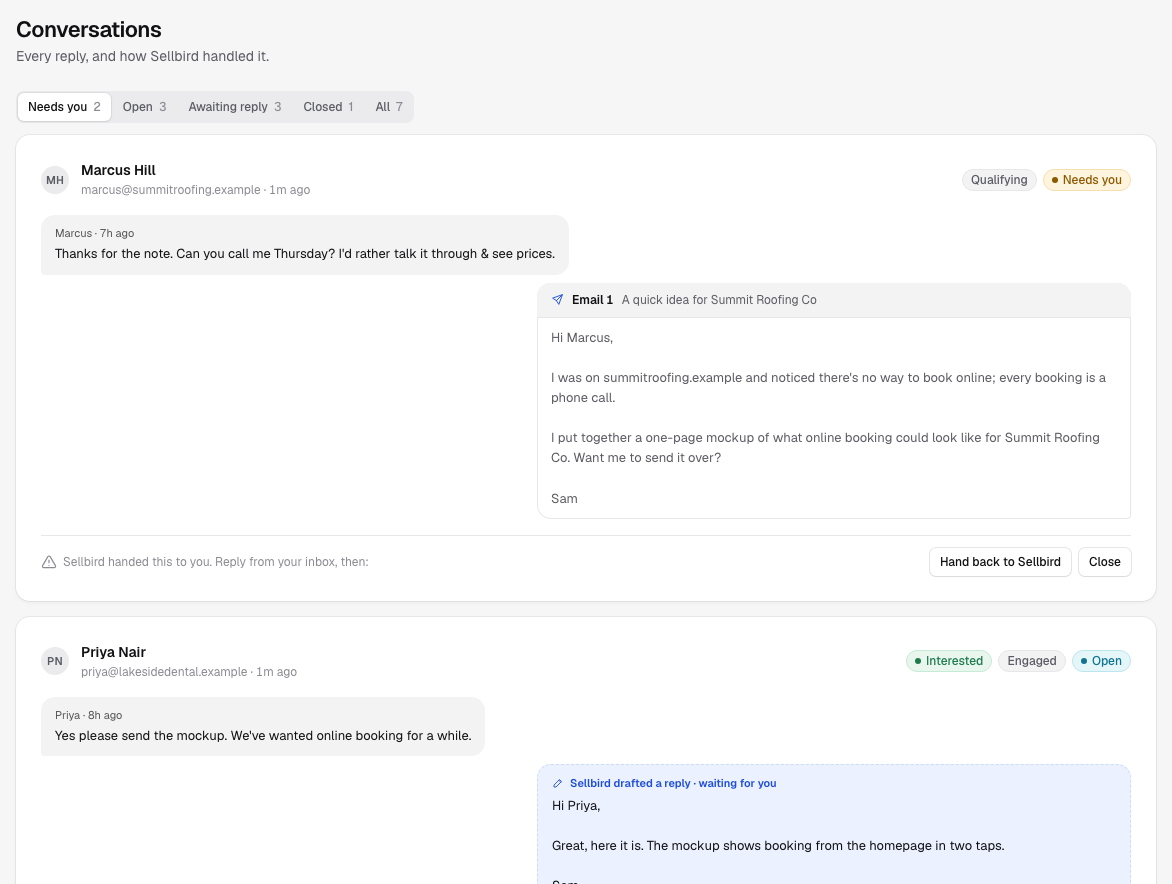 Conversations
Every reply, and how Sellbird handled it.
Needs you 2 Open 3 Awaiting reply 3 Closed 1 All 7
MH
Marcus Hill
marcus@summitroofing.example · 1m ago
Qualifying
Needs you
Marcus · 7h ago
Thanks for the note. Can you call me Thursday? I'd rather talk it through & see prices.
Email 1 A quick idea for Summit Roofing Co
Hi Marcus,
I was on summitroofing.example and noticed there's no way to book online; every booking is a
phone call.
I put together a one-page mockup of what online booking could look like for Summit Roofing
Co. Want me to send it over?
Sam
Sellbird handed this to you. Reply from your inbox, then:
Hand back to Sellbird
Close
PN
Priya Nair
priya@lakesidedental.example · 1m ago
Interested
Engaged
Open
Priya · 8h ago
Yes please send the mockup. We've wanted online booking for a while.
Sellbird drafted a reply · waiting for you
Hi Priya,
Great, here it is. The mockup shows booking from the homepage in two taps.
Sam